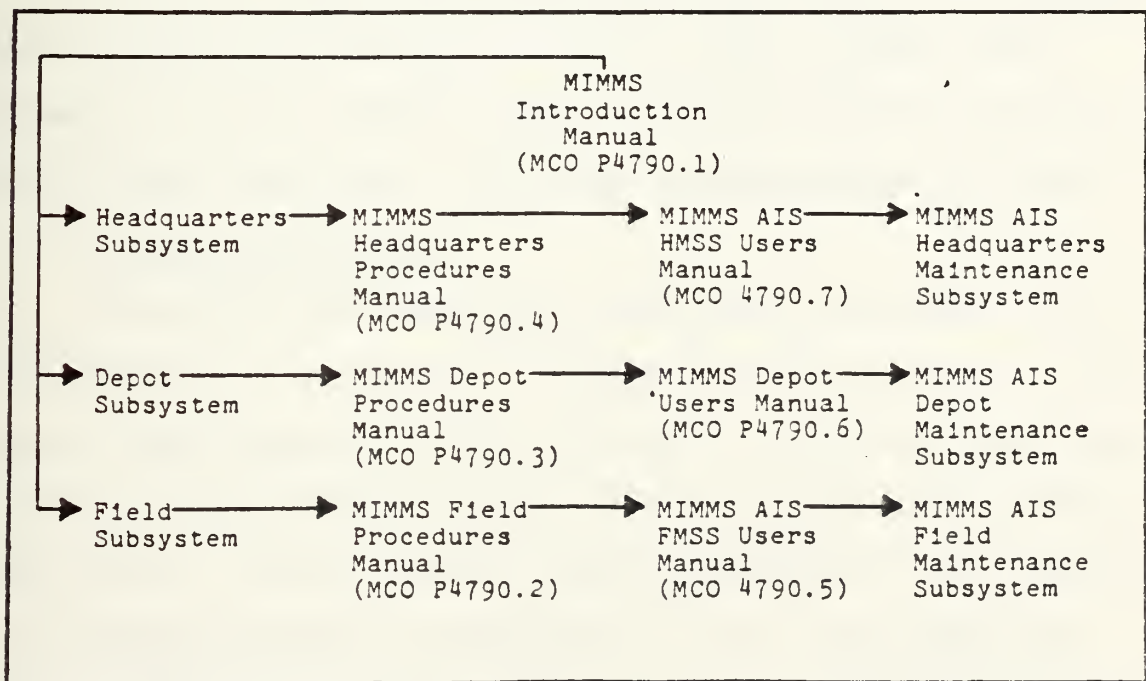 MIMMS
Introduction
Manual
(MCO P4790.1)
Headquarters
Subsystem
MIMMS
Headquarters
Procedures
Manual
(MCO P4790.4)
MIMMS AIS
HMSS Users
Manual
(MCO 4790.7)
MIMMS AIS
Headquarters
Maintenance
Subsystem
Depot
Subsystem
MIMMS Depot
Procedures
Manual
(MCO P4790.3)
MIMMS Depot
Users Manual
(MCO P4790.6)
MIMMS AIS
Depot
Maintenance
Subsystem
Field
Subsystem
MIMMS Field
Procedures
Manual
(MCO P4790.2)
MIMMS AIS
FMSS Users
Manual
(MCO 4790.5)
MIMMS AIS
Field
Maintenance
Subsystem